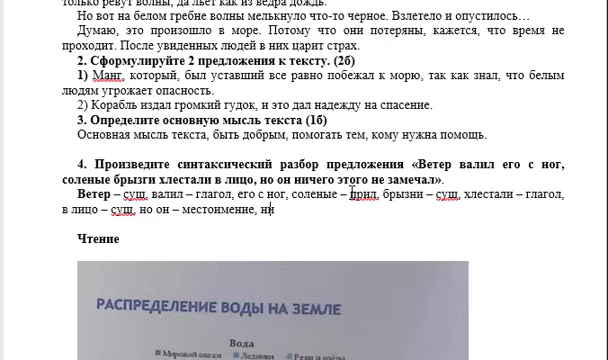 только ревут волны, да льет как из ведра дождь.
Но вот на белом гребне волны мелькнуло что-то черное. Взлетело и опустилось…
Думаю, это произошло в море. Потому что они потеряны, кажется, что время не
проходит. После увиденных людей в них царит страх.
2. Сформулируйте 2 предложения к тексту. (2б)
1) Манг, который, был уставший все равно побежал к морю, так как знал, что белым
людям угрожает опасность.
2) Корабль издал громкий гудок, и это дал надежду на спасение.
3. Определите основную мысль текста (1б)
Основная мысль текста, быть добрым, помогать тем, кому нужна помощь.
4. Произведите синтаксический разбор предложения «Ветер валил его с ног,
соленые брызги хлестали в лицо, но он ничего этого не замечал».
Ветер – сущ, валил – глагол, его с ног, соленые – прил, брызни – сущ, хлестали – глагол,
в лицо – сущ, но он – местоимение, ни
Чтение
РАСПРЕДЕЛЕНИЕ ВОДЫ НА ЗЕМЛЕ
Вода
Мировой океан Ледники Реки и озёра